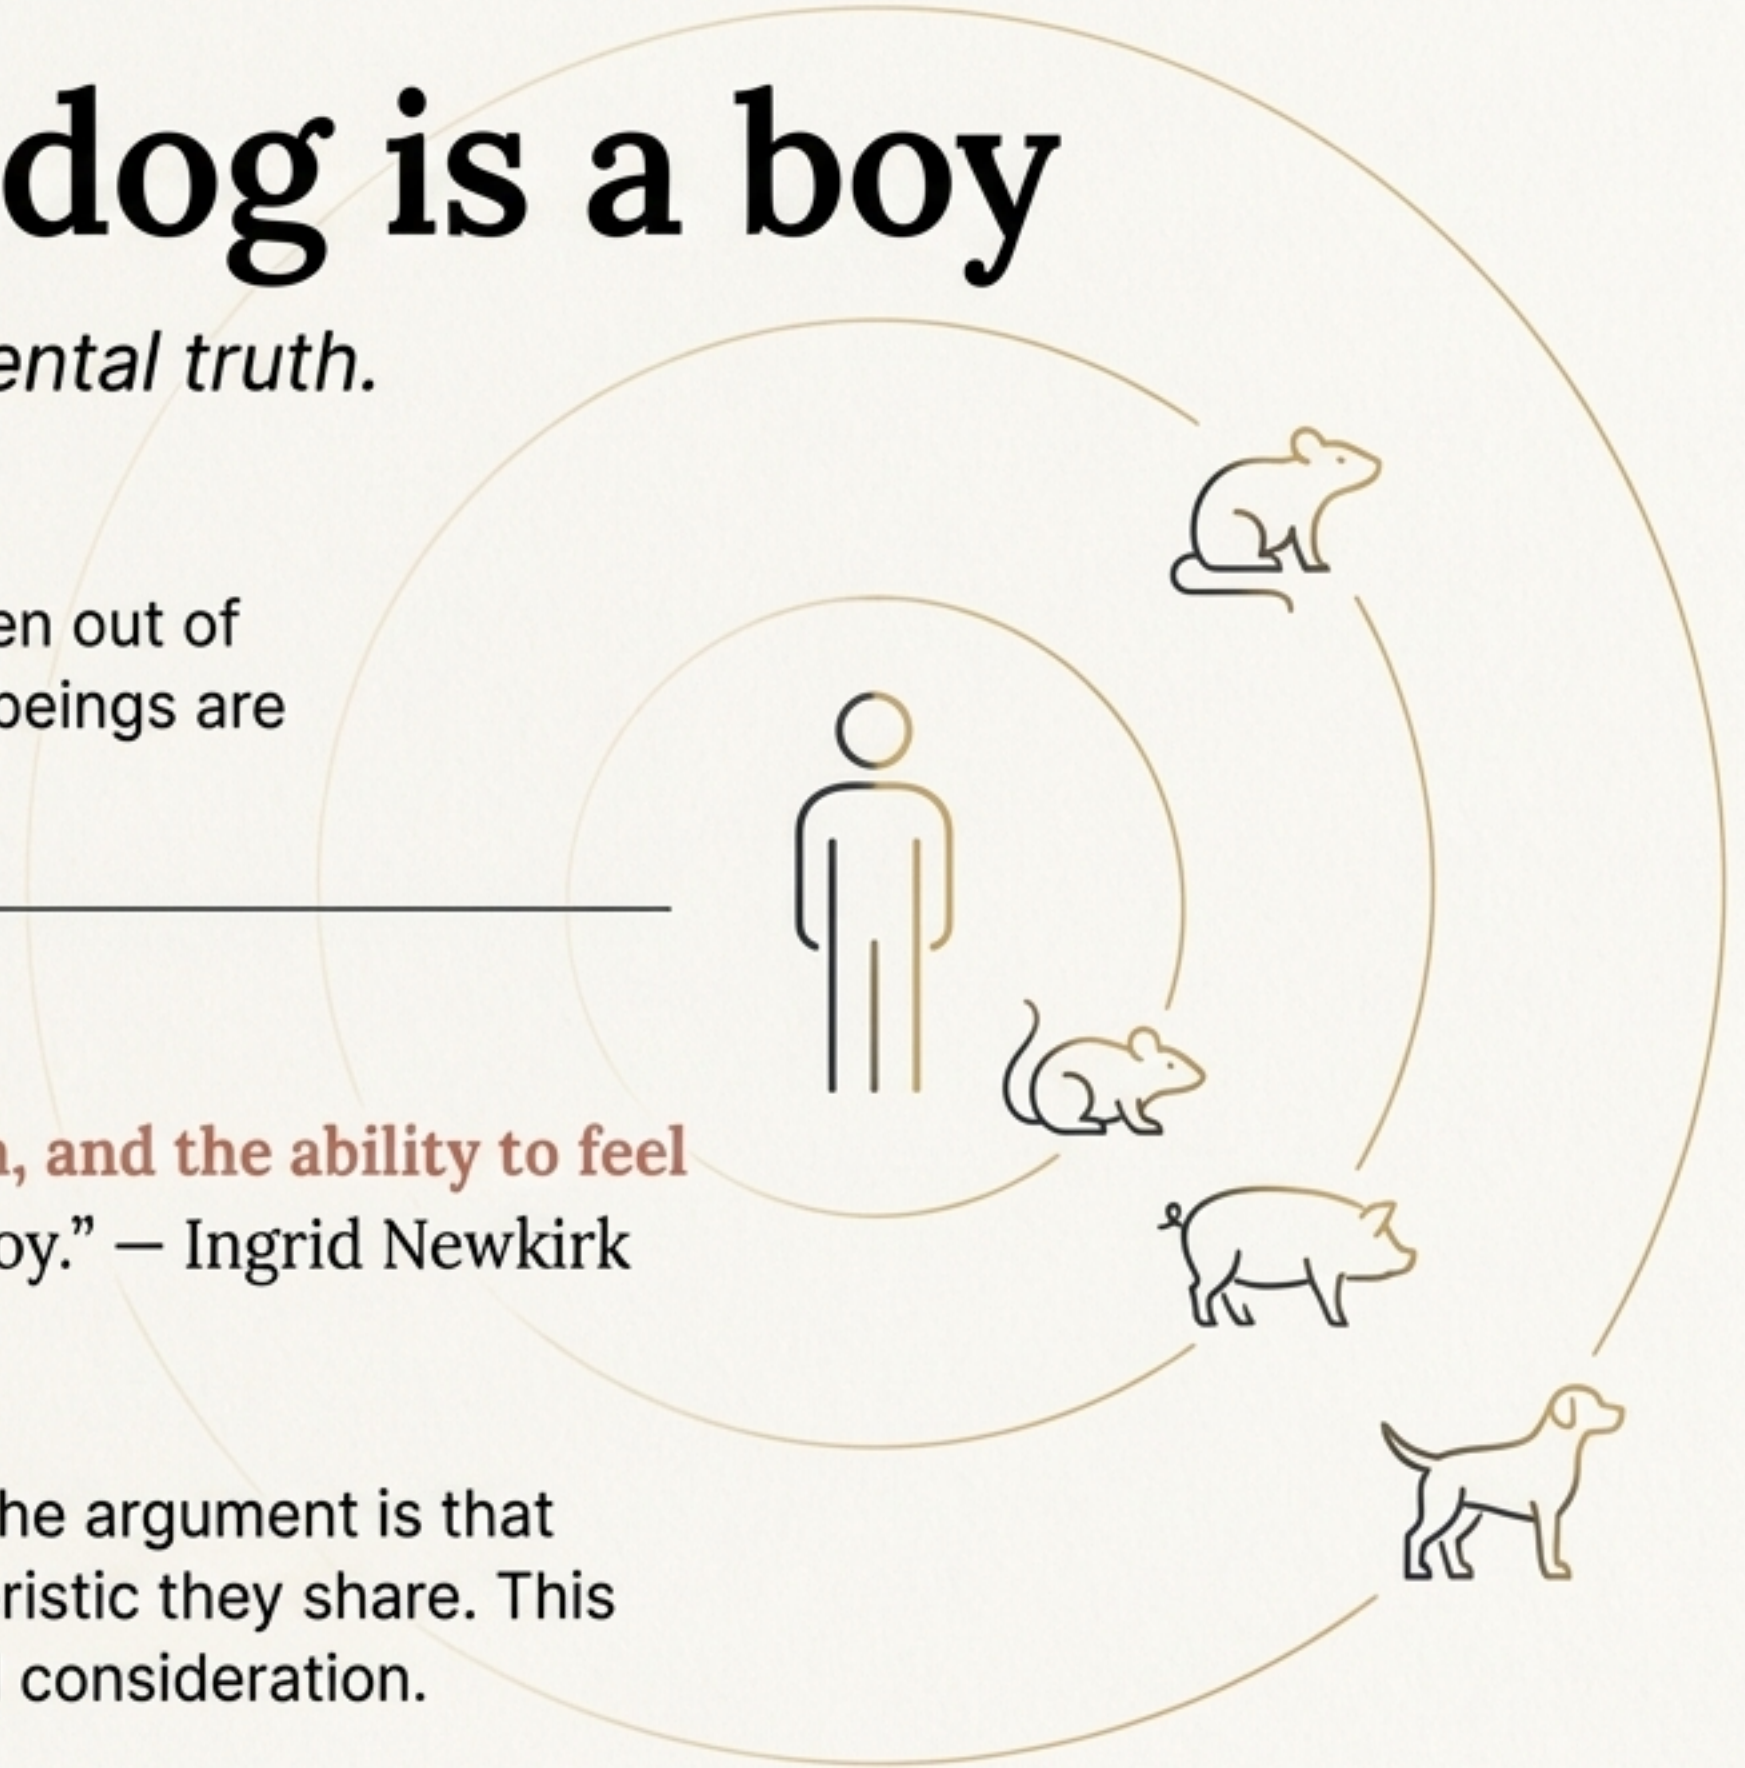 dog is a boy
ental truth.
en out of
beings are
, and the ability to feel
oy.” — Ingrid Newkirk
he argument is that
ristic they share. This
consideration.